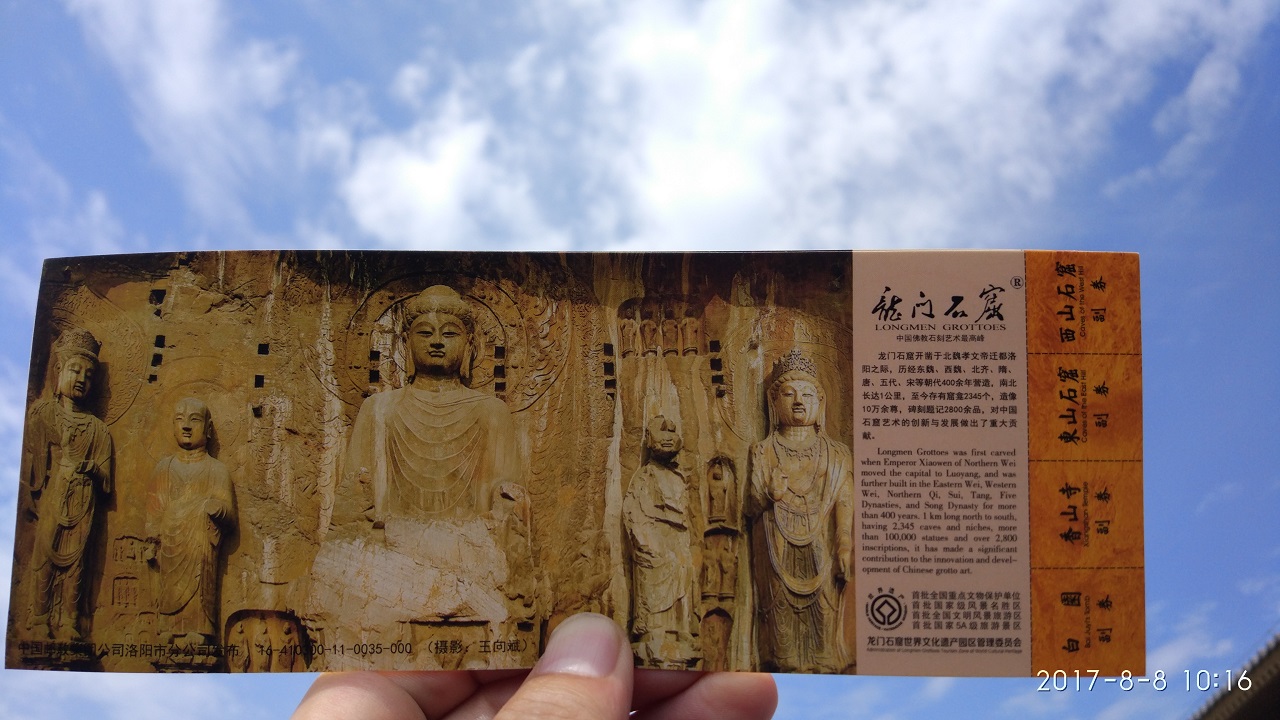 龙门石窟®
LONGMEN GROTTOES
中国佛教石刻艺术最高峰
龙门石窟开凿于北魏孝文帝迁都洛
阳之际，历经东魏、西魏、北齐、隋、
唐、五代、宋等朝代400余年营造，南北
长达1公里，至今存有窟龛2345个，造像
10万余尊，碑刻题记2800余品，对中国
石窟艺术的创新与发展做出了重大贡
献。
Longmen Grottoes was first carved
when Emperor Xiaowen of Northern Wei
moved the capital to Luoyang, and was
further built in the Eastern Wei, Western
Wei, Northern Qi, Sui, Tang, Five
Dynasties, and Song Dynasty for more
than 400 years. 1 km long north to south,
having 2,345 caves and niches, more
than 100,000 statues and over 2,800
inscriptions, it has made a significant
contribution to the innovation and devel-
opment of Chinese grotto art.
首批全国重点文物保护单位
首批国家级风景名胜区
首批全国文明风景旅游区
首批国家5A级旅游景区
龙门石窟世界文化遗产园区管理委员会
西山石窟
Caves of the West Hill
副券
東山石窟
Caves of the East Hill
副券
香山寺
Xiangshan Temple
副券
白園
Bai Juyi's Tomb
副券
公司洛阳市分公司发布 16-410300-11-0035-000 （摄影：王向斌）
2017-8-8 10:16